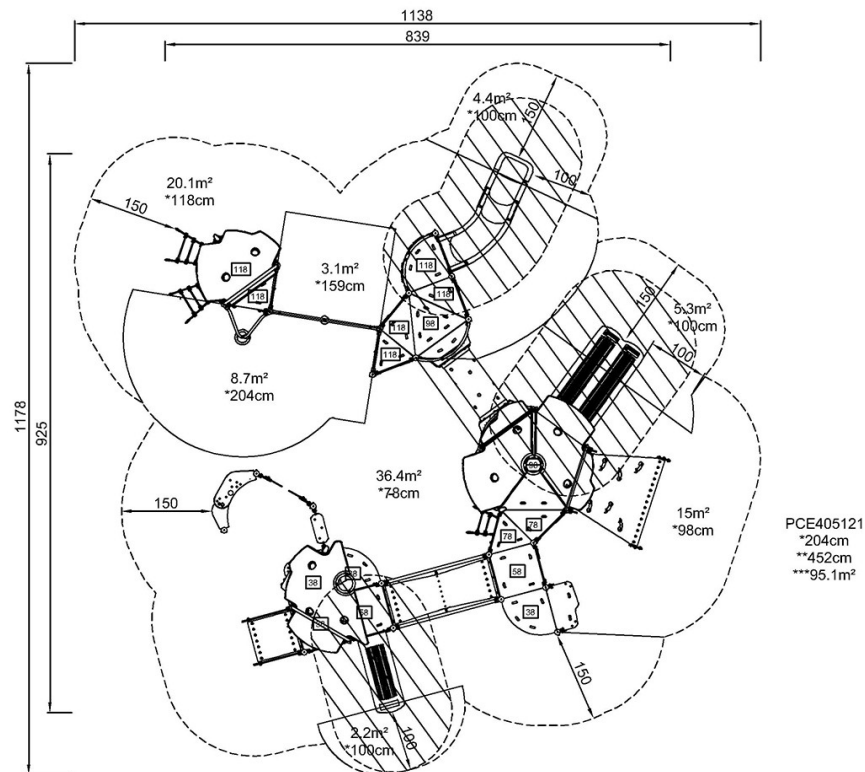 1138
839
4.4m²
*100cm
150
100
20.1m²
*118cm
150
118
118
3.1m²
*159cm
118
118
118
98
118
5.3m²
*100cm
150
100
1178
925
8.7m²
*204cm
36.4m²
*78cm
150
15m²
*98cm
78
78
58
38
38
58
150
2.2m²
*100cm
100
PCE405121
*204cm
**452cm
***95.1m²